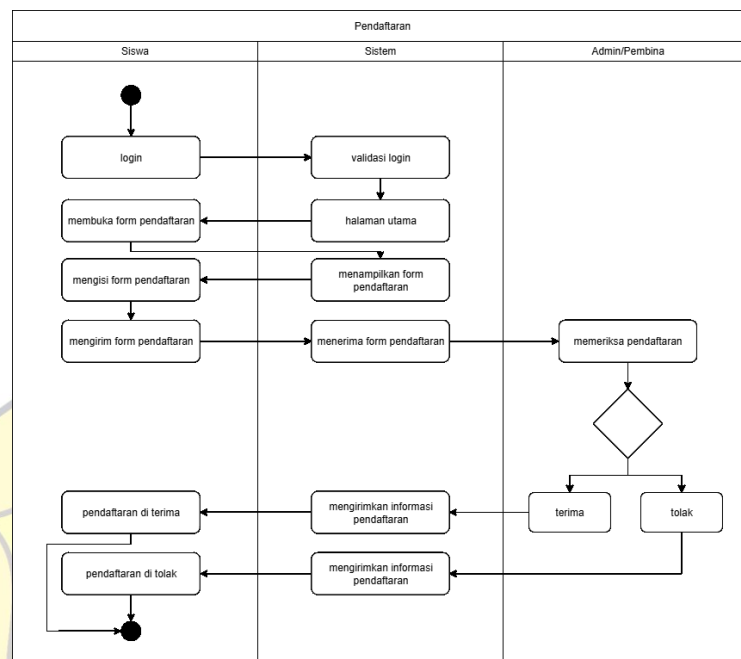 Pendaftaran
Siswa
Sistem
Admin/Pembina
login
validasi login
membuka form pendaftaran
halaman utama
mengisi form pendaftaran
menampilkan form
pendaftaran
mengirim form pendaftaran
menerima form pendaftaran
memeriksa pendaftaran
pendaftaran di terima
mengirimkan informasi
pendaftaran
terima
tolak
pendaftaran di tolak
mengirimkan informasi
pendaftaran